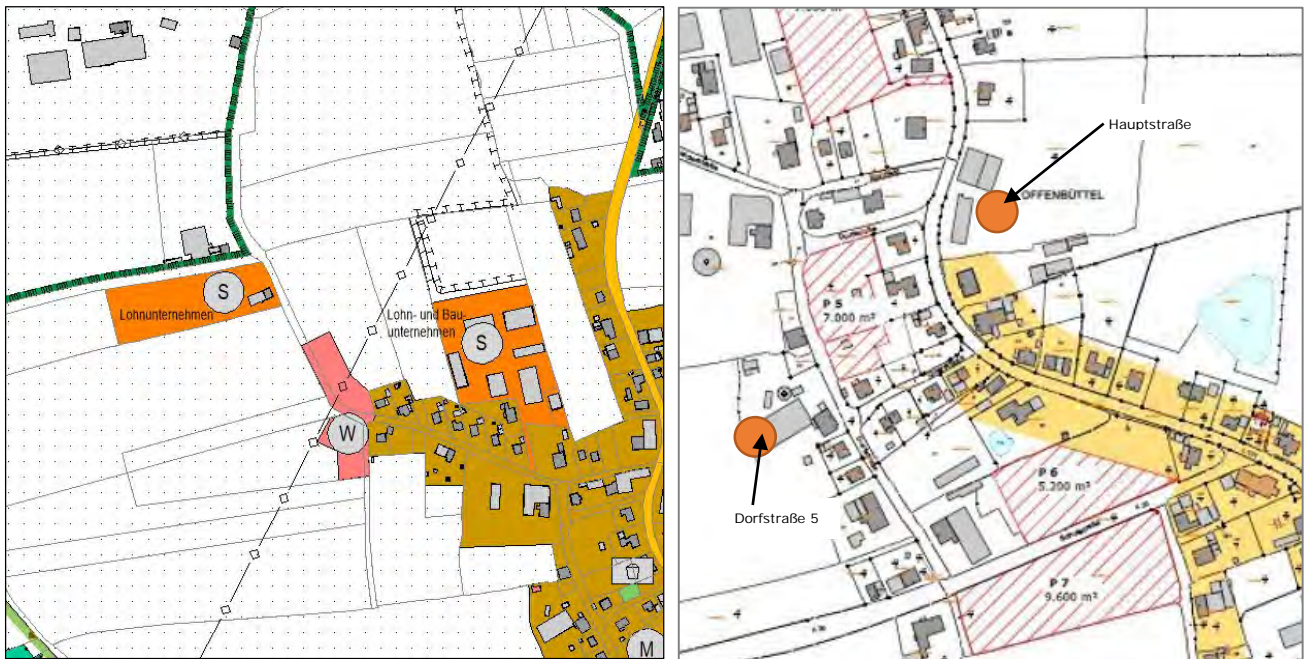 S
Lohnunternehmen
Lohn- und Bau-
unternehmen
S
W
M
Hauptstraße
OFFENBÜTTEL
P 5
7.000 m²
Dorfstraße 5
P 6
5.200 m²
P 7
9.600 m²